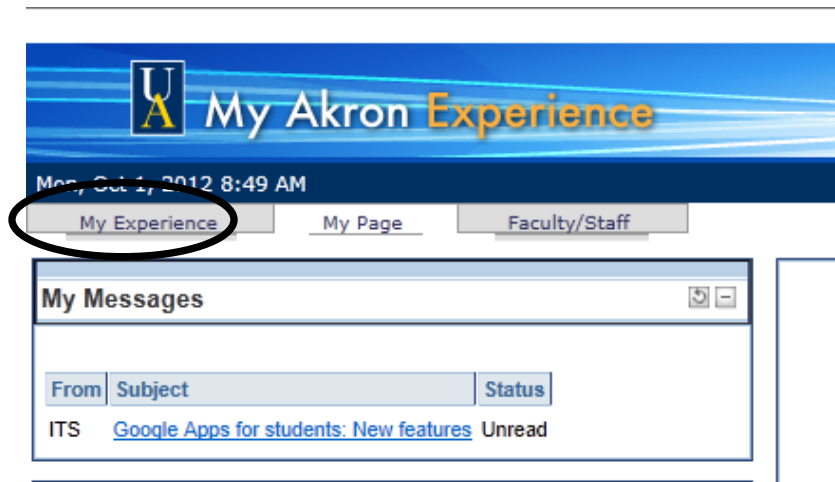 UA My Akron Experience
Mon, Oct 1, 2012 8:49 AM
My Experience My Page Faculty/Staff
My Messages
From Subject Status
ITS Google Apps for students: New features Unread